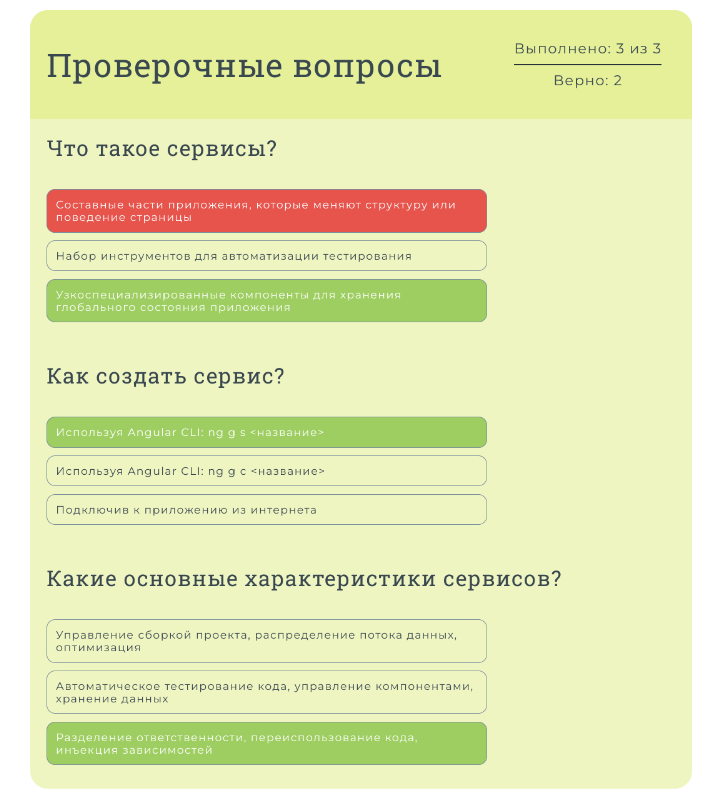 Проверочные вопросы
Выполнено: 3 из 3
Верно: 2
Что такое сервисы?
Составные части приложения, которые меняют структуру или
поведение страницы
Набор инструментов для автоматизации тестирования
Узкоспециализированные компоненты для хранения
глобального состояния приложения
Как создать сервис?
Используя Angular CLI: ng g s <название>
Используя Angular CLI: ng g c <название>
Подключив к приложению из интернета
Какие основные характеристики сервисов?
Управление сборкой проекта, распределение потока данных,
оптимизация
Автоматическое тестирование кода, управление компонентами,
хранение данных
Разделение ответственности, переиспользование кода,
инъекция зависимостей